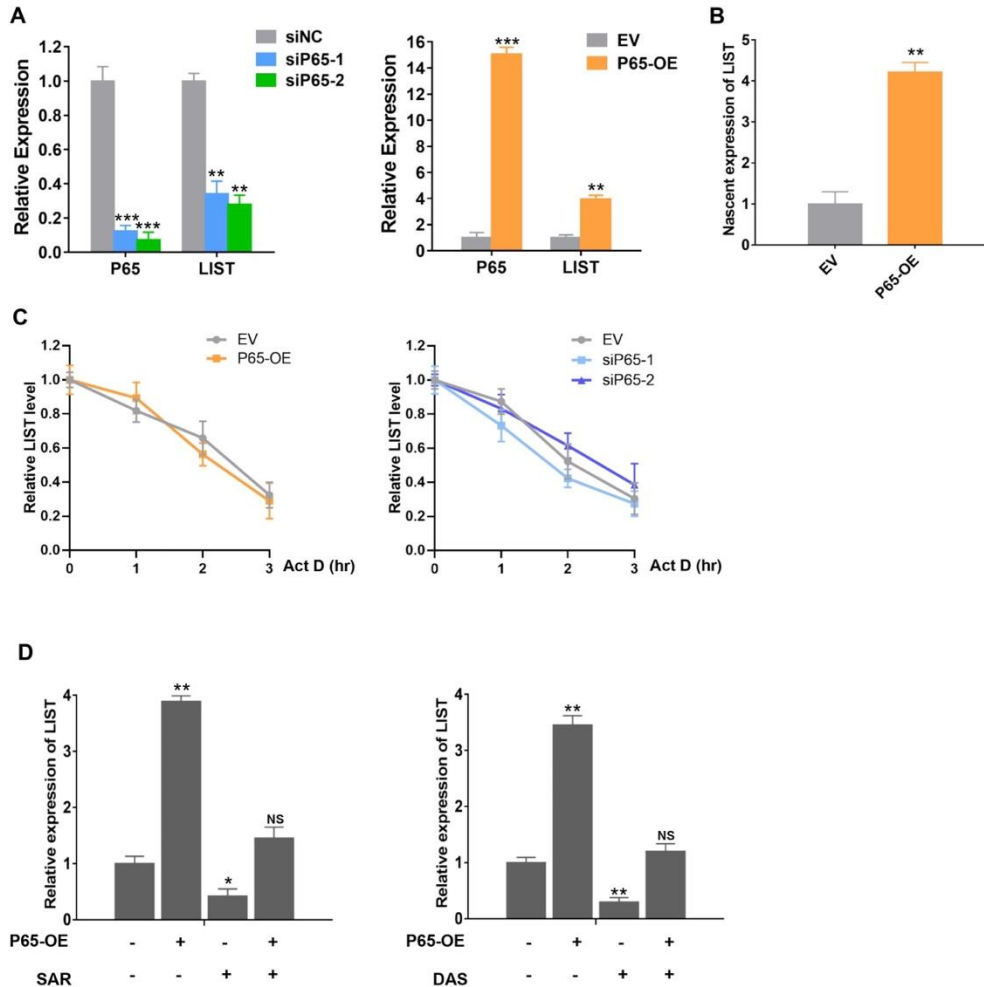 A
siNC
siP65-1
siP65-2
Relative Expression
1.2
1.0
0.8
0.6
0.4
0.2
0.0
***
***
**
**
P65
LIST
EV
P65-OE
Relative Expression
16
14
12
10
8
6
4
2
0
***
**
P65
LIST
B
Nascent expression of LIST
5
4
3
2
1
0
**
EV
P65-OE
C
EV
P65-OE
Relative LIST level
1.2
1.0
0.8
0.6
0.4
0.2
0.0
0
1
2
3
Act D (hr)
EV
siP65-1
siP65-2
Relative LIST level
1.2
1.0
0.8
0.6
0.4
0.2
0.0
0
1
2
3
Act D (hr)
D
Relative expression of LIST
4
3
2
1
0
**
*
NS
P65-OE - + - +
SAR - - + +
Relative expression of LIST
4
3
2
1
0
**
**
NS
P65-OE - + - +
DAS - - + +